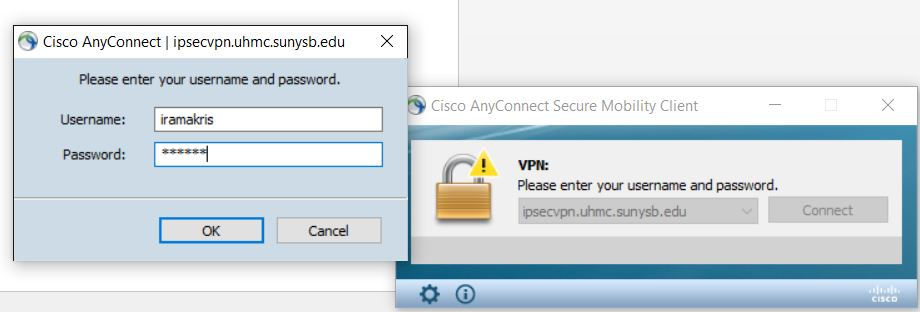 Cisco AnyConnect | ipsecvpn.uhmc.sunysb.edu
Please enter your username and password.
Username: iramakris
Password: ******
OK Cancel
Cisco AnyConnect Secure Mobility Client
VPN:
Please enter your username and password.
ipsecvpn.uhmc.sunysb.edu Connect
CISCO